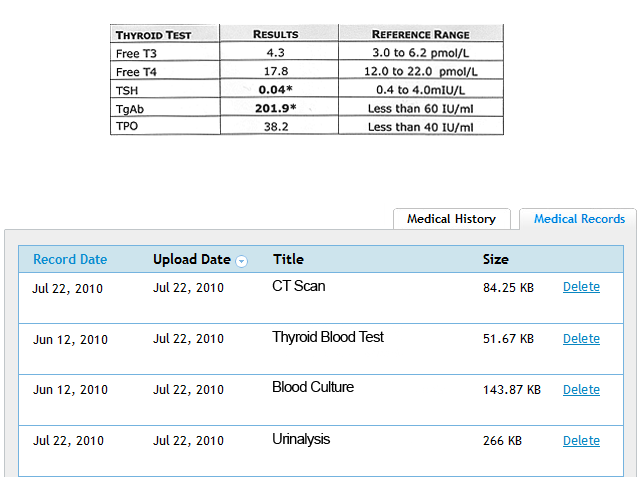 THYROID TEST RESULTS REFERENCE RANGE
Free T3 4.3 3.0 to 6.2 pmol/L
Free T4 17.8 12.0 to 22.0 pmol/L
TSH 0.04* 0.4 to 4.0mIU/L
TgAb 201.9* Less than 60 IU/ml
TPO 38.2 Less than 40 IU/ml
Medical History Medical Records
Record Date Upload Date Title Size
Jul 22, 2010 Jul 22, 2010 CT Scan 84.25 KB Delete
Jun 12, 2010 Jul 22, 2010 Thyroid Blood Test 51.67 KB Delete
Jun 12, 2010 Jul 22, 2010 Blood Culture 143.87 KB Delete
Jul 22, 2010 Jul 22, 2010 Urinalysis 266 KB Delete